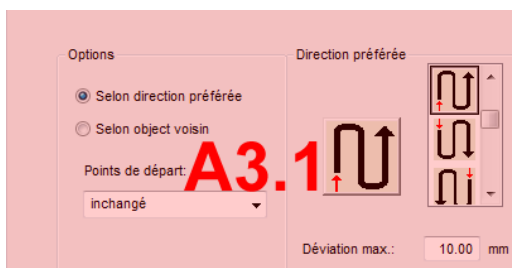 Options
Direction préférée
Selon direction préférée
Selon object voisin
Points de départ:
A3.1
inchangé
Déviation max.: 10.00 mm